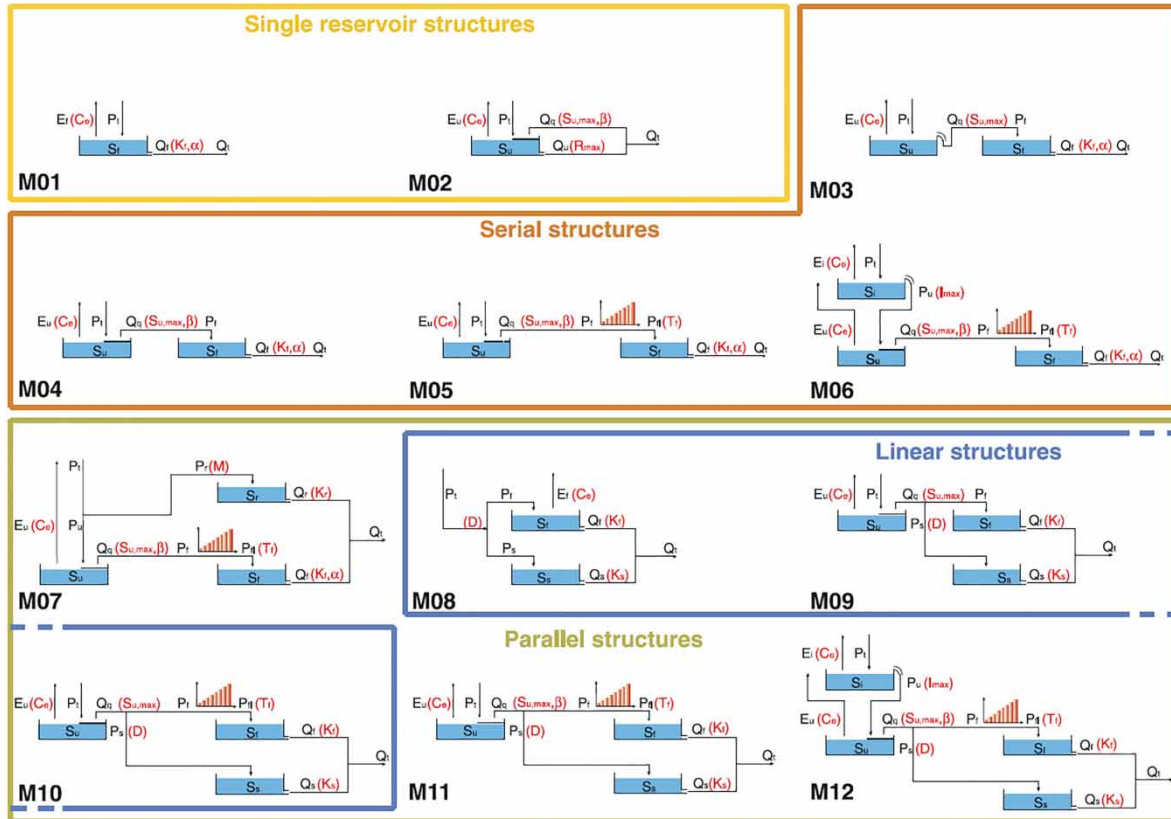 Single reservoir structures
Ef (Ce) Pt
Sf Qf (Kf,α) Qt
M01
Eu (Ce) Pt Qq (Su,max,β) Qt
Su Qu (Rmax)
M02
Eu (Ce) Pt Qq (Su,max) Pf
Su Sf Qf (Kf,α) Qt
M03
Serial structures
Eu (Ce) Pt Qq (Su,max,β) Pf
Su Sf Qf (Kf,α) Qt
M04
Eu (Ce) Pt Qq (Su,max,β) Pf Pfl (Tf)
Su Sf Qf (Kf,α) Qt
M05
Ei (Ce) Pt
Si Pu (Imax)
Eu (Ce) Qq (Su,max,β) Pf Pfl (Tf)
Su Sf Qf (Kf,α) Qt
M06
Pt Pr (M)
Sr Qr (Kr)
Eu (Ce) Pu Qt
Qq (Su,max,β) Pf Pfl (Tf)
Su Sf Qf (Kf,α)
M07
Linear structures
Pt Pf Ef (Ce)
(D) Sf Qf (Kf)
Ps Qt
Ss Qs (Ks)
M08
Eu (Ce) Pt Qq (Su,max) Pf
Su Ps (D) Sf Qf (Kf)
Qt
Ss Qs (Ks)
M09
Parallel structures
Eu (Ce) Pt Qq (Su,max) Pf Pfl (Tf)
Su Ps (D) Sf Qf (Kf)
Qt
Ss Qs (Ks)
M10
Eu (Ce) Pt Qq (Su,max,β) Pf Pfl (Tf)
Su Ps (D) Sf Qf (Kf)
Qt
Ss Qs (Ks)
M11
Ei (Ce) Pt
Si Pu (Imax)
Eu (Ce) Qq (Su,max,β) Pf Pfl (Tf)
Su Ps (D) Sf Qf (Kf)
Qt
Ss Qs (Ks)
M12